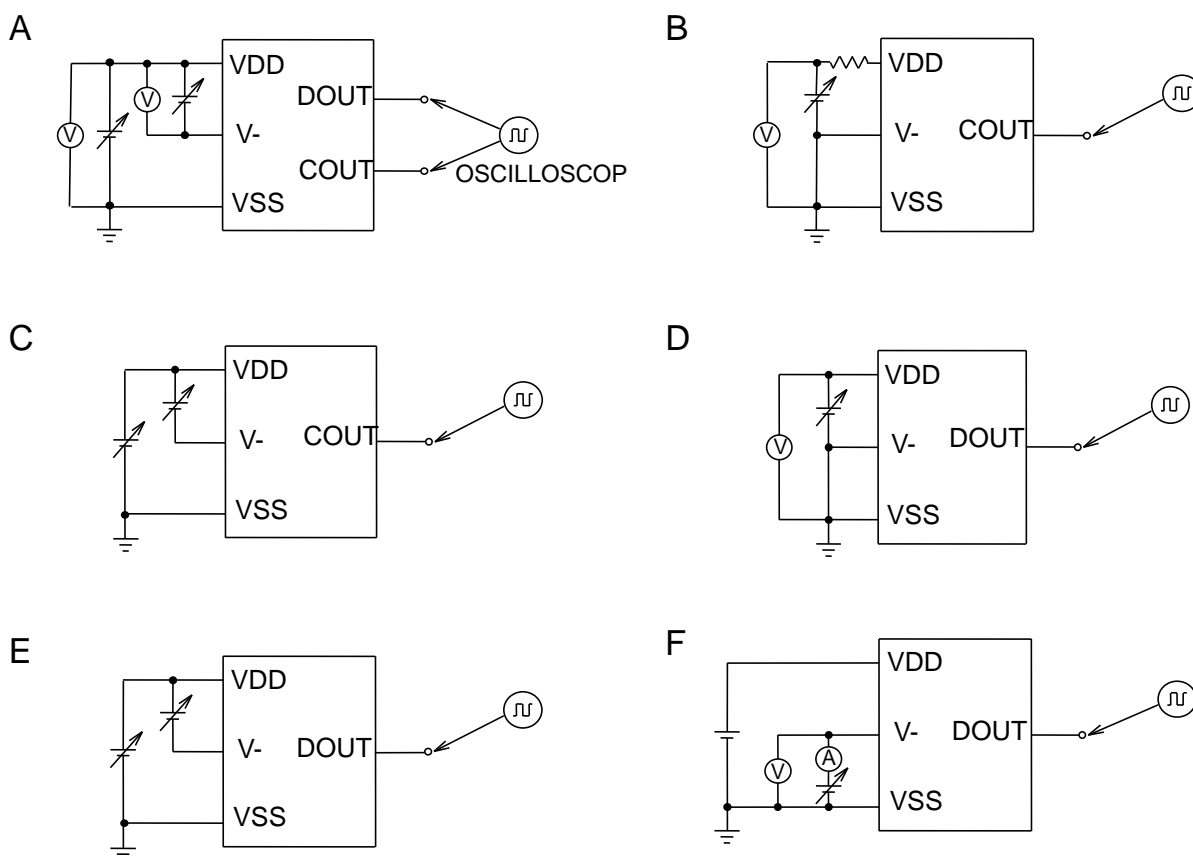 A
VDD
DOUT
V
V
V-
COUT
OSCILLOSCOP
VSS
B
VDD
V
V-
COUT
VSS
C
VDD
V-
COUT
VSS
D
VDD
V
V-
DOUT
VSS
E
VDD
V-
DOUT
VSS
F
VDD
V-
DOUT
V
A
VSS